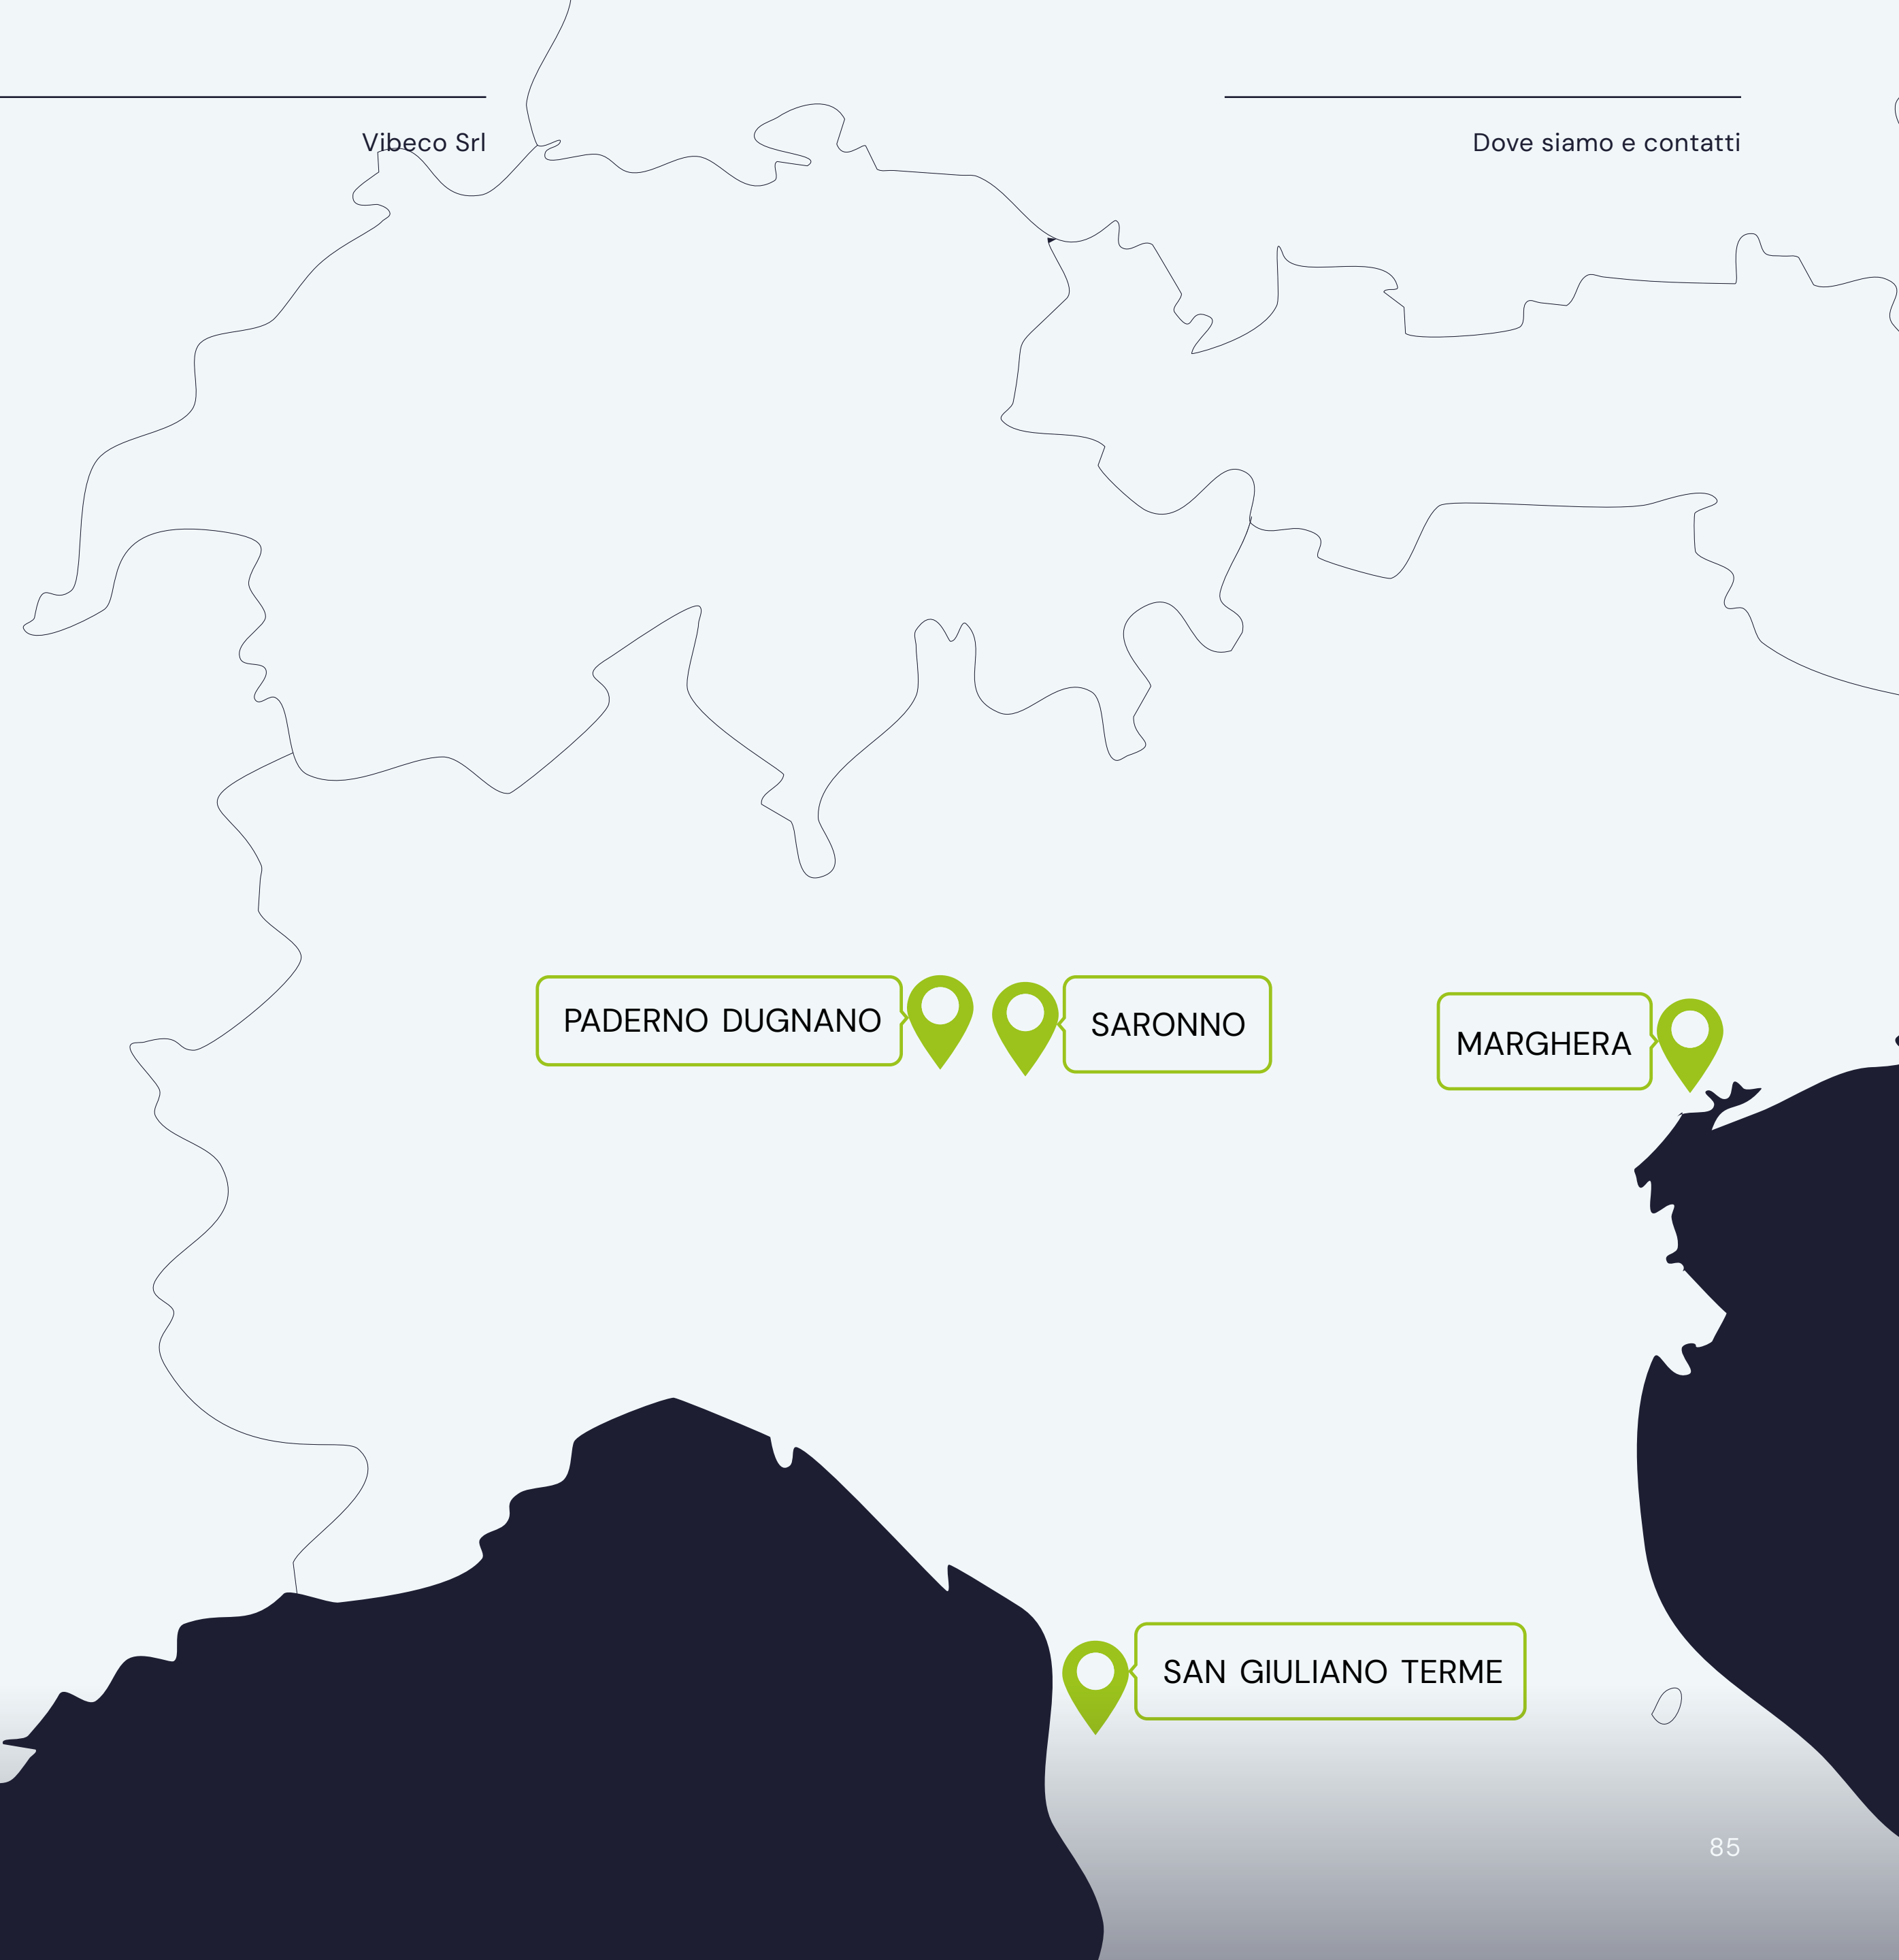 Vibeco Srl
Dove siamo e contatti
PADERNO DUGNANO
SARONNO
MARGHERA
SAN GIULIANO TERME
85